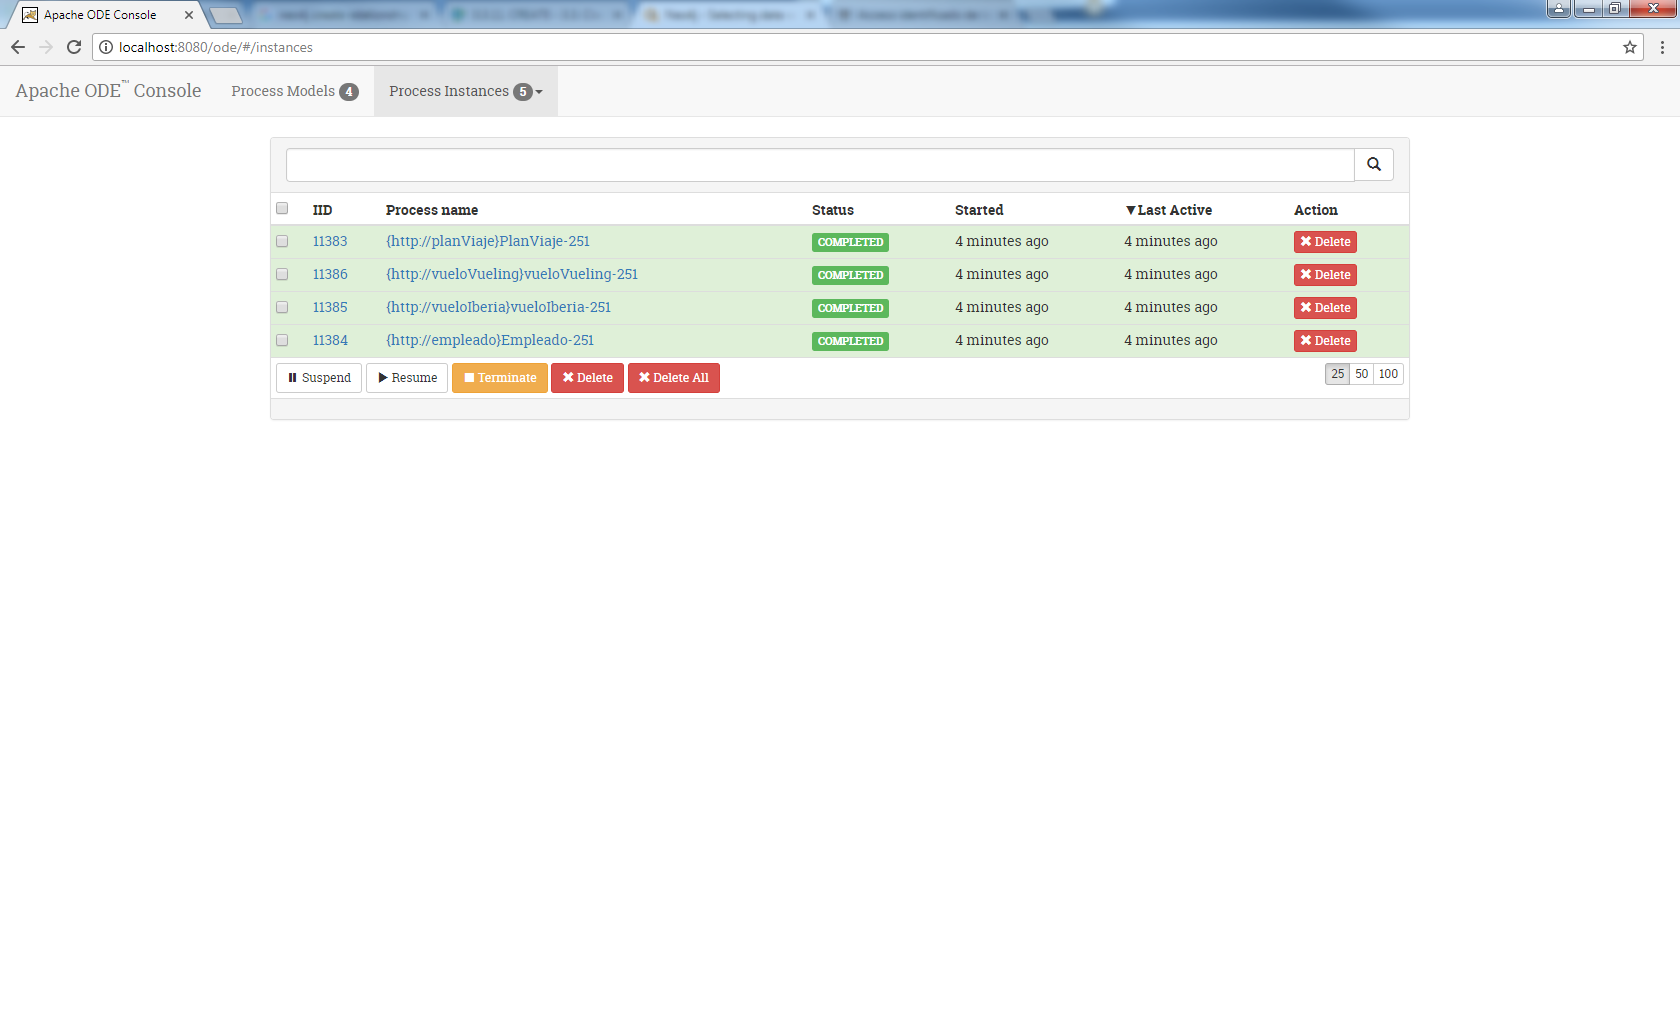 Apache ODE Console
localhost:8080/ode/#/instances
Apache ODE™ Console Process Models 4 Process Instances 5
IID Process name Status Started ▼Last Active Action
11383 {http://planViaje}PlanViaje-251 COMPLETED 4 minutes ago 4 minutes ago Delete
11386 {http://vueloVueling}vueloVueling-251 COMPLETED 4 minutes ago 4 minutes ago Delete
11385 {http://vueloIberia}vueloIberia-251 COMPLETED 4 minutes ago 4 minutes ago Delete
11384 {http://empleado}Empleado-251 COMPLETED 4 minutes ago 4 minutes ago Delete
Suspend Resume Terminate Delete Delete All 25 50 100